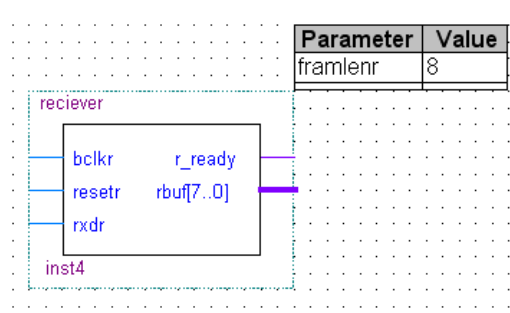 Parameter Value
framlenr 8
reciever
bclkr r_ready
resetr rbuf[7..0]
rxdr
inst4